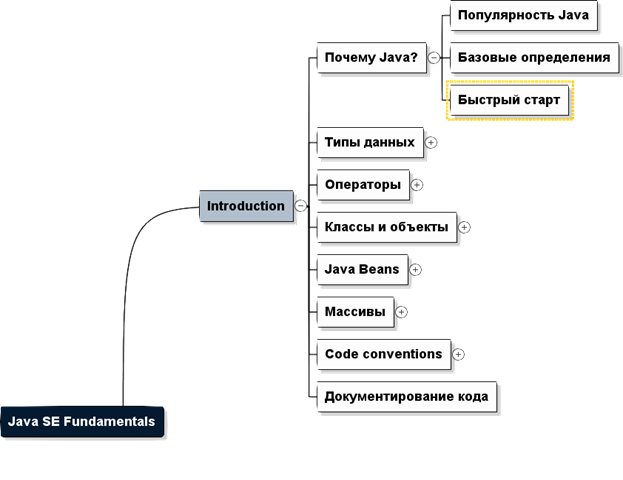 Популярность Java
Почему Java?
Базовые определения
Быстрый старт
Типы данных
Операторы
Introduction
Классы и объекты
Java Beans
Массивы
Code conventions
Документирование кода
Java SE Fundamentals